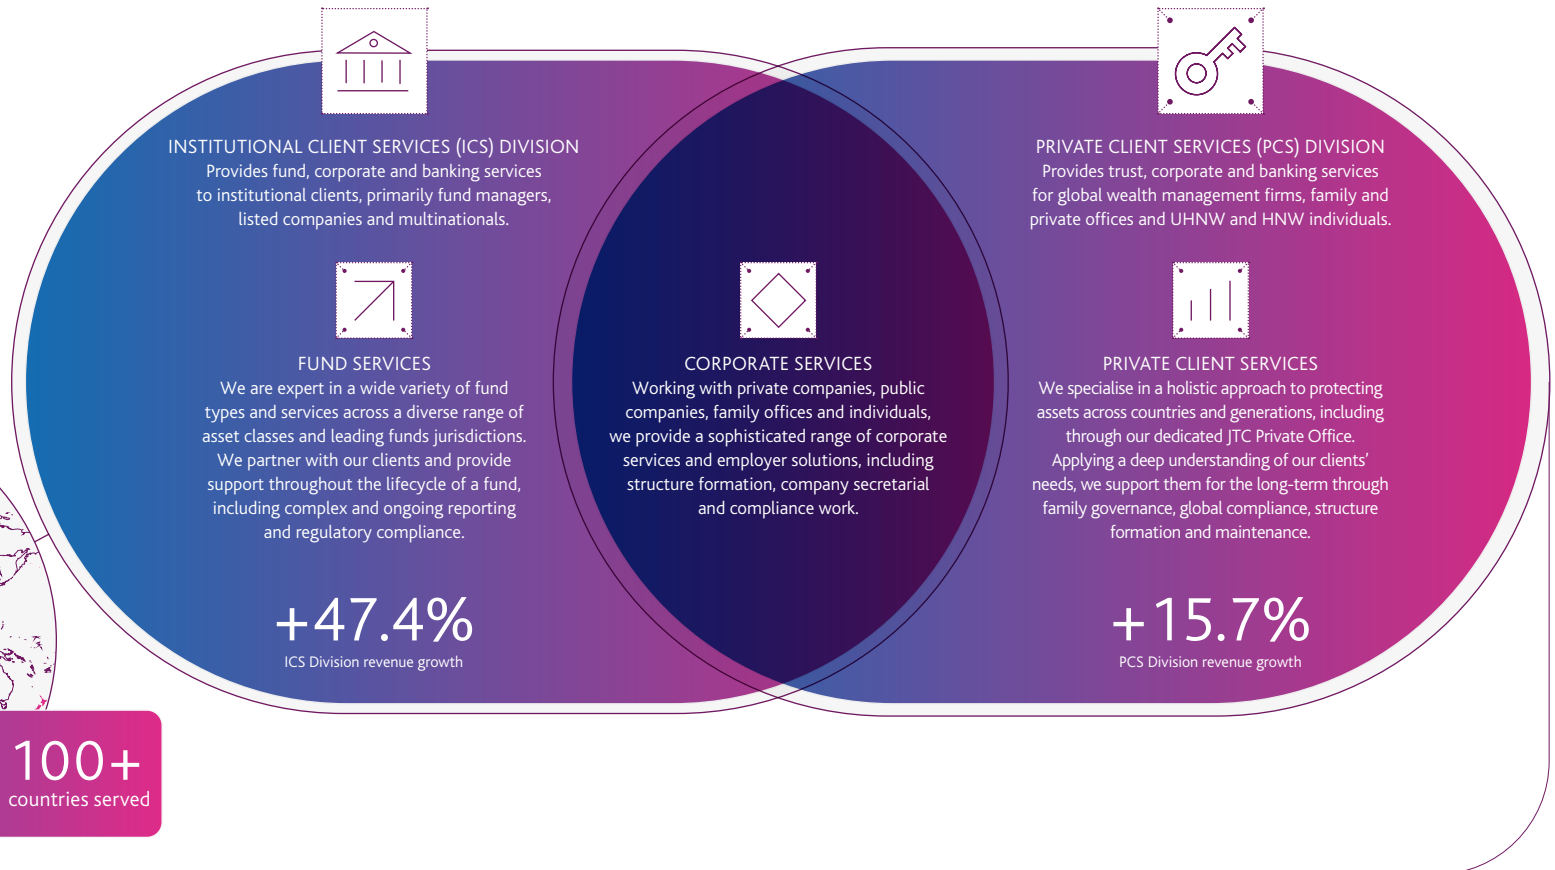 INSTITUTIONAL CLIENT SERVICES (ICS) DIVISION
Provides fund, corporate and banking services
to institutional clients, primarily fund managers,
listed companies and multinationals.
FUND SERVICES
We are expert in a wide variety of fund
types and services across a diverse range of
asset classes and leading funds jurisdictions.
We partner with our clients and provide
support throughout the lifecycle of a fund,
including complex and ongoing reporting
and regulatory compliance.
+47.4%
ICS Division revenue growth
CORPORATE SERVICES
Working with private companies, public
companies, family offices and individuals,
we provide a sophisticated range of corporate
services and employer solutions, including
structure formation, company secretarial
and compliance work.
PRIVATE CLIENT SERVICES (PCS) DIVISION
Provides trust, corporate and banking services
for global wealth management firms, family and
private offices and UHNW and HNW individuals.
PRIVATE CLIENT SERVICES
We specialise in a holistic approach to protecting
assets across countries and generations, including
through our dedicated JTC Private Office.
Applying a deep understanding of our clients’
needs, we support them for the long-term through
family governance, global compliance, structure
formation and maintenance.
+15.7%
PCS Division revenue growth
100+
countries served